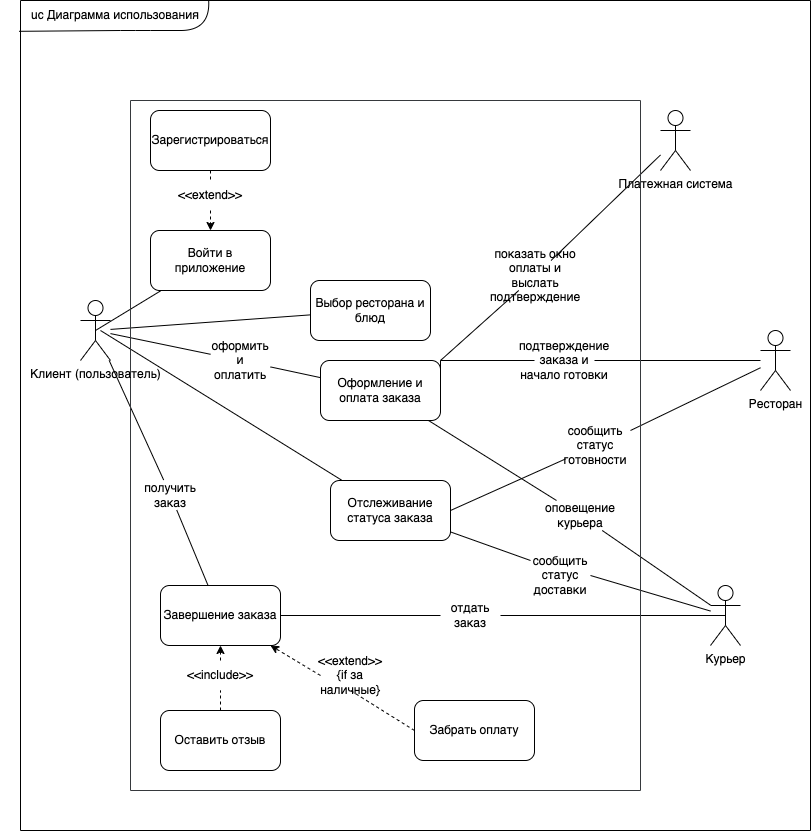 uc Диаграмма использования
Зарегистрироваться
<<extend>>
Войти в
приложение
Платежная система
показать окно
оплаты и
выслать
подтверждение
Выбор ресторана и
блюд
Клиент (пользователь)
оформить
и
оплатить
Оформление и
оплата заказа
подтверждение
заказа и
начало готовки
Ресторан
сообщить
статус
готовности
получить
заказ
Отслеживание
статуса заказа
оповещение
курьера
сообщить
статус
доставки
Завершение заказа
отдать
заказ
Курьер
<<include>>
<<extend>>
{if за
наличные}
Оставить отзыв
Забрать оплату